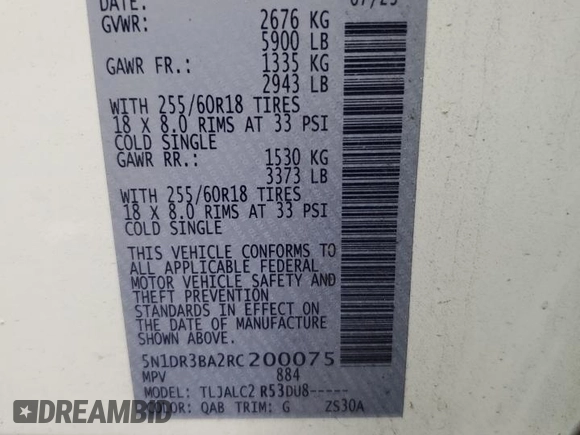 DATE: 07/23
GVWR: 2676 KG
5900 LB
GAWR FR.: 1335 KG
2943 LB
WITH 255/60R18 TIRES
18 X 8.0 RIMS AT 33 PSI
COLD SINGLE
GAWR RR.: 1530 KG
3373 LB
WITH 255/60R18 TIRES
18 X 8.0 RIMS AT 33 PSI
COLD SINGLE
THIS VEHICLE CONFORMS TO
ALL APPLICABLE FEDERAL
MOTOR VEHICLE SAFETY AND
THEFT PREVENTION
STANDARDS IN EFFECT ON
THE DATE OF MANUFACTURE
SHOWN ABOVE.
5N1DR3BA2RC200075
MPV 884
MODEL: TLJALC2 R53DU8-----
COLOR: QAB TRIM: G ZS30A
DREAMBID